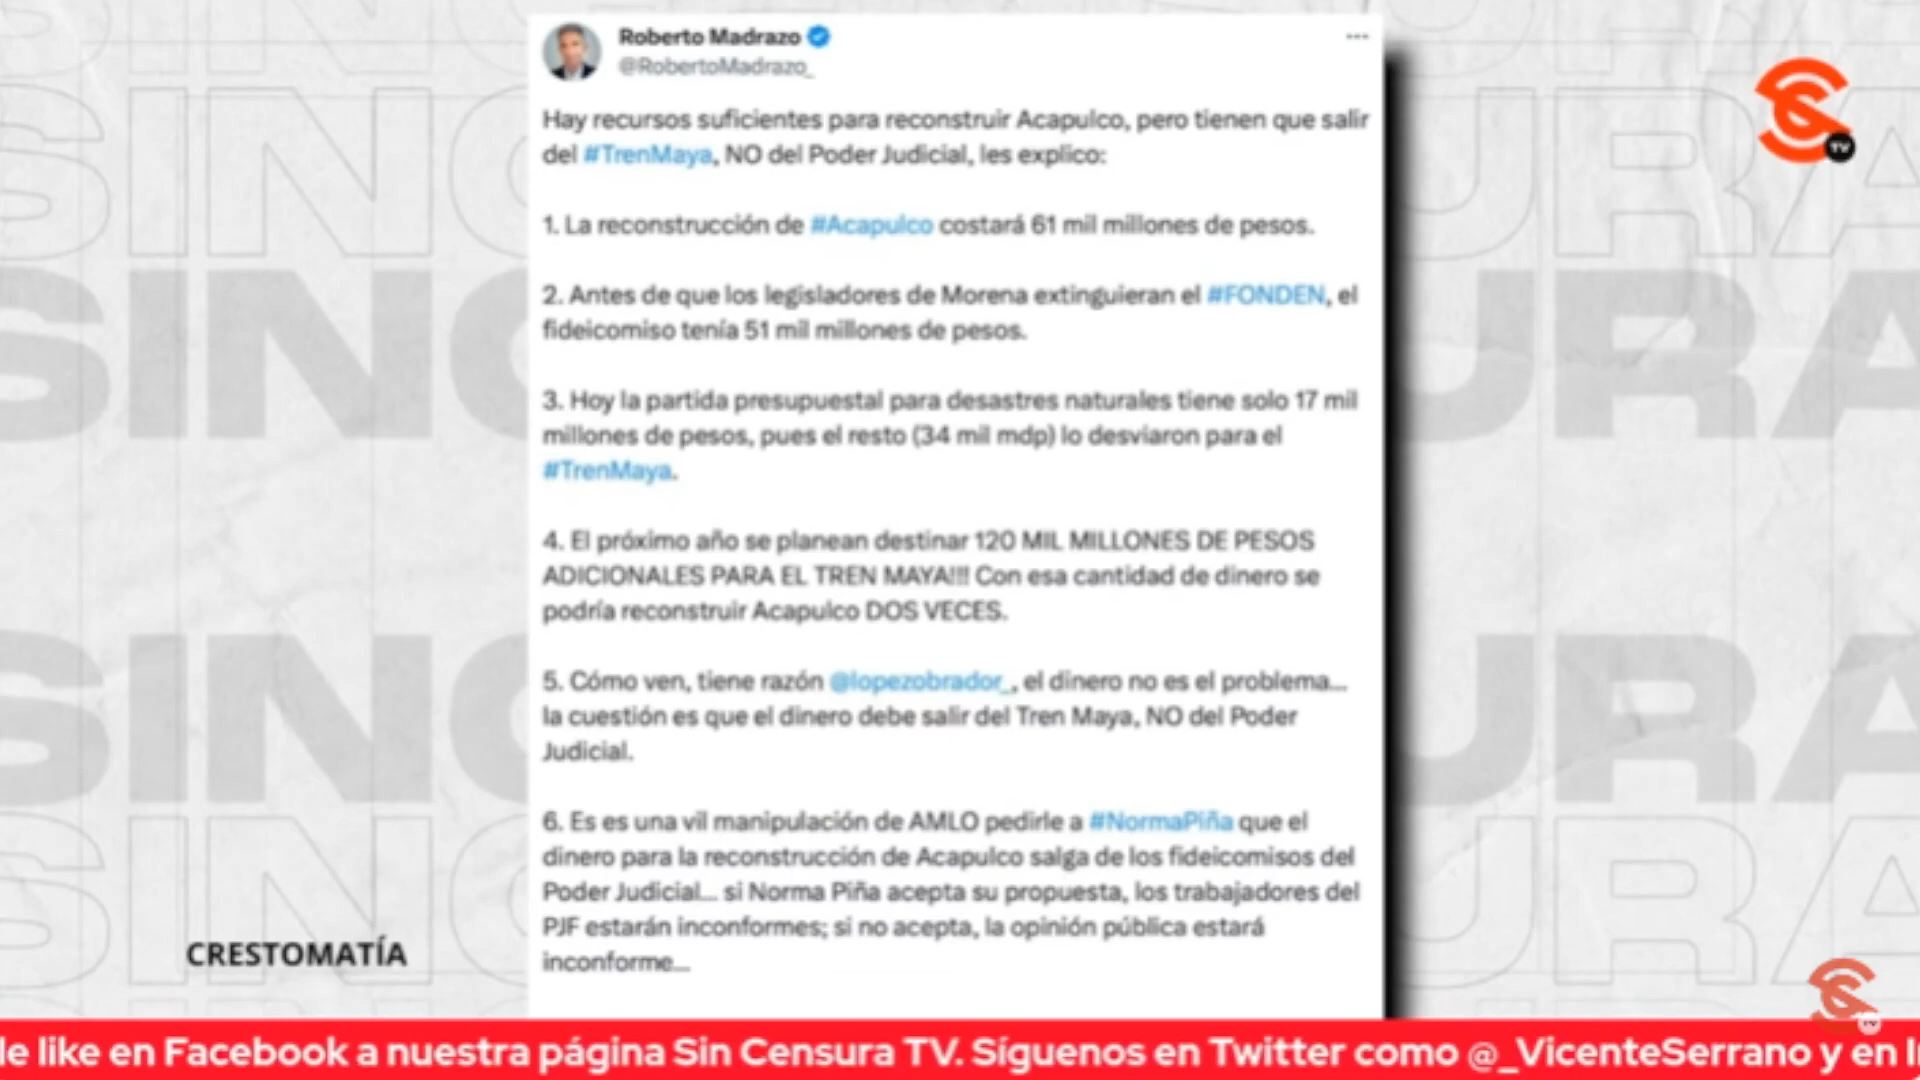 Roberto Madrazo
@RobertoMadrazo_
Hay recursos suficientes para reconstruir Acapulco, pero tienen que salir
del #TrenMaya, NO del Poder Judicial, les explico:
1. La reconstrucción de #Acapulco costará 61 mil millones de pesos.
2. Antes de que los legisladores de Morena extinguieran el #FONDEN, el
fideicomiso tenía 51 mil millones de pesos.
3. Hoy la partida presupuestal para desastres naturales tiene solo 17 mil
millones de pesos, pues el resto (34 mil mdp) lo desviaron para el
#TrenMaya.
4. El próximo año se planean destinar 120 MIL MILLONES DE PESOS
ADICIONALES PARA EL TREN MAYA!!! Con esa cantidad de dinero se
podría reconstruir Acapulco DOS VECES.
5. Cómo ven, tiene razón @lopezobrador_, el dinero no es el problema...
la cuestión es que el dinero debe salir del Tren Maya, NO del Poder
Judicial.
6. Es es una vil manipulación de AMLO pedirle a #NormaPiña que el
dinero para la reconstrucción de Acapulco salga de los fideicomisos del
Poder Judicial... si Norma Piña acepta su propuesta, los trabajadores del
PJF estarán inconformes; si no acepta, la opinión pública estará
inconforme...
CRESTOMATÍA
TV
TV
SINC
SINC
URA
SINC
URA
SINC
URA
URA
le like en Facebook a nuestra página Sin Censura TV. Síguenos en Twitter como @_VicenteSerrano y en I